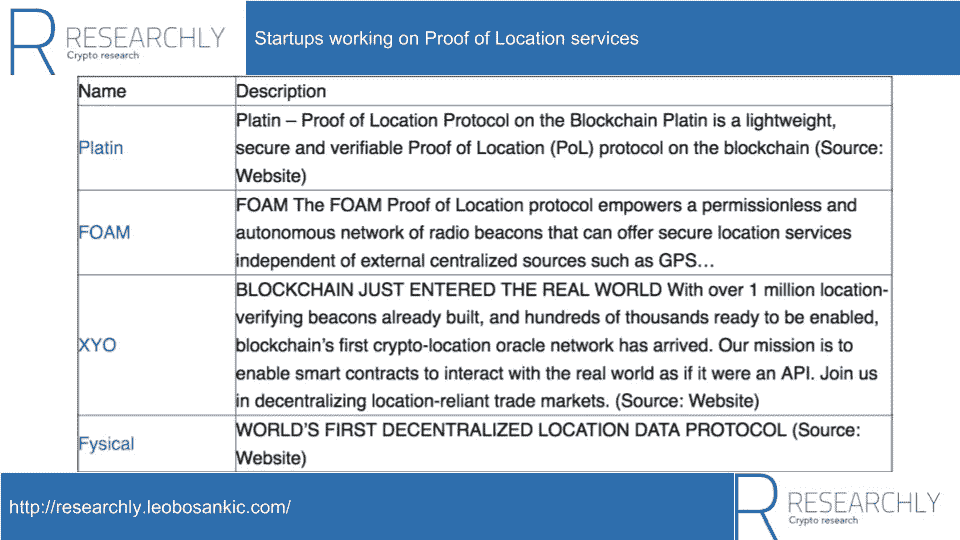 RESEARCHLY
Crypto research
Startups working on Proof of Location services
Name Description
Platin
Platin – Proof of Location Protocol on the Blockchain Platin is a lightweight,
secure and verifiable Proof of Location (PoL) protocol on the blockchain (Source:
Website)
FOAM
FOAM The FOAM Proof of Location protocol empowers a permissionless and
autonomous network of radio beacons that can offer secure location services
independent of external centralized sources such as GPS…
XYO
BLOCKCHAIN JUST ENTERED THE REAL WORLD With over 1 million location-
verifying beacons already built, and hundreds of thousands ready to be enabled,
blockchain’s first crypto-location oracle network has arrived. Our mission is to
enable smart contracts to interact with the real world as if it were an API. Join us
in decentralizing location-reliant trade markets. (Source: Website)
Fysical
WORLD’S FIRST DECENTRALIZED LOCATION DATA PROTOCOL (Source:
Website)
http://researchly.leobosankic.com/
RESEARCHLY
Crypto research